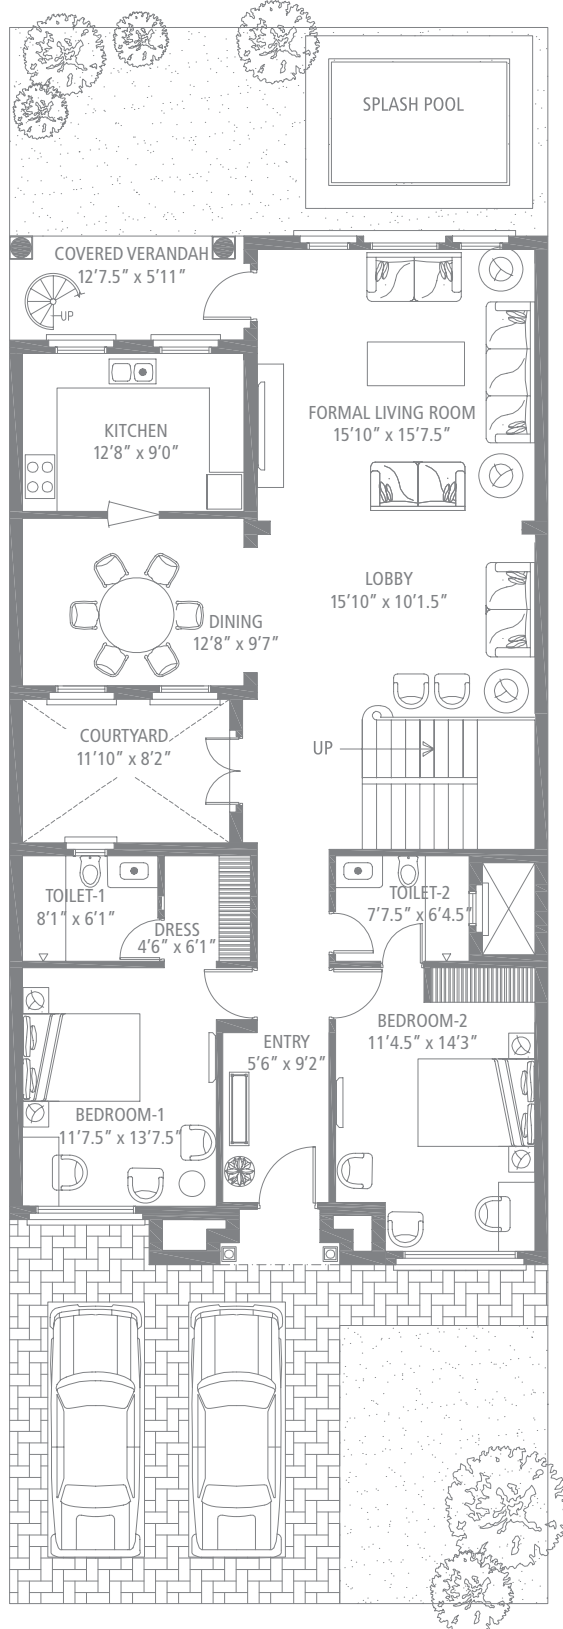 SPLASH POOL
COVERED VERANDAH
12'7.5" x 5'11"
UP
KITCHEN
12'8" x 9'0"
FORMAL LIVING ROOM
15'10" x 15'7.5"
LOBBY
15'10" x 10'1.5"
DINING
12'8" x 9'7"
COURTYARD
11'10" x 8'2"
UP
TOILET-1
8'1" x 6'1"
DRESS
4'6" x 6'1"
TOILET-2
7'7.5" x 6'4.5"
BEDROOM-2
11'4.5" x 14'3"
ENTRY
5'6" x 9'2"
BEDROOM-1
11'7.5" x 13'7.5"